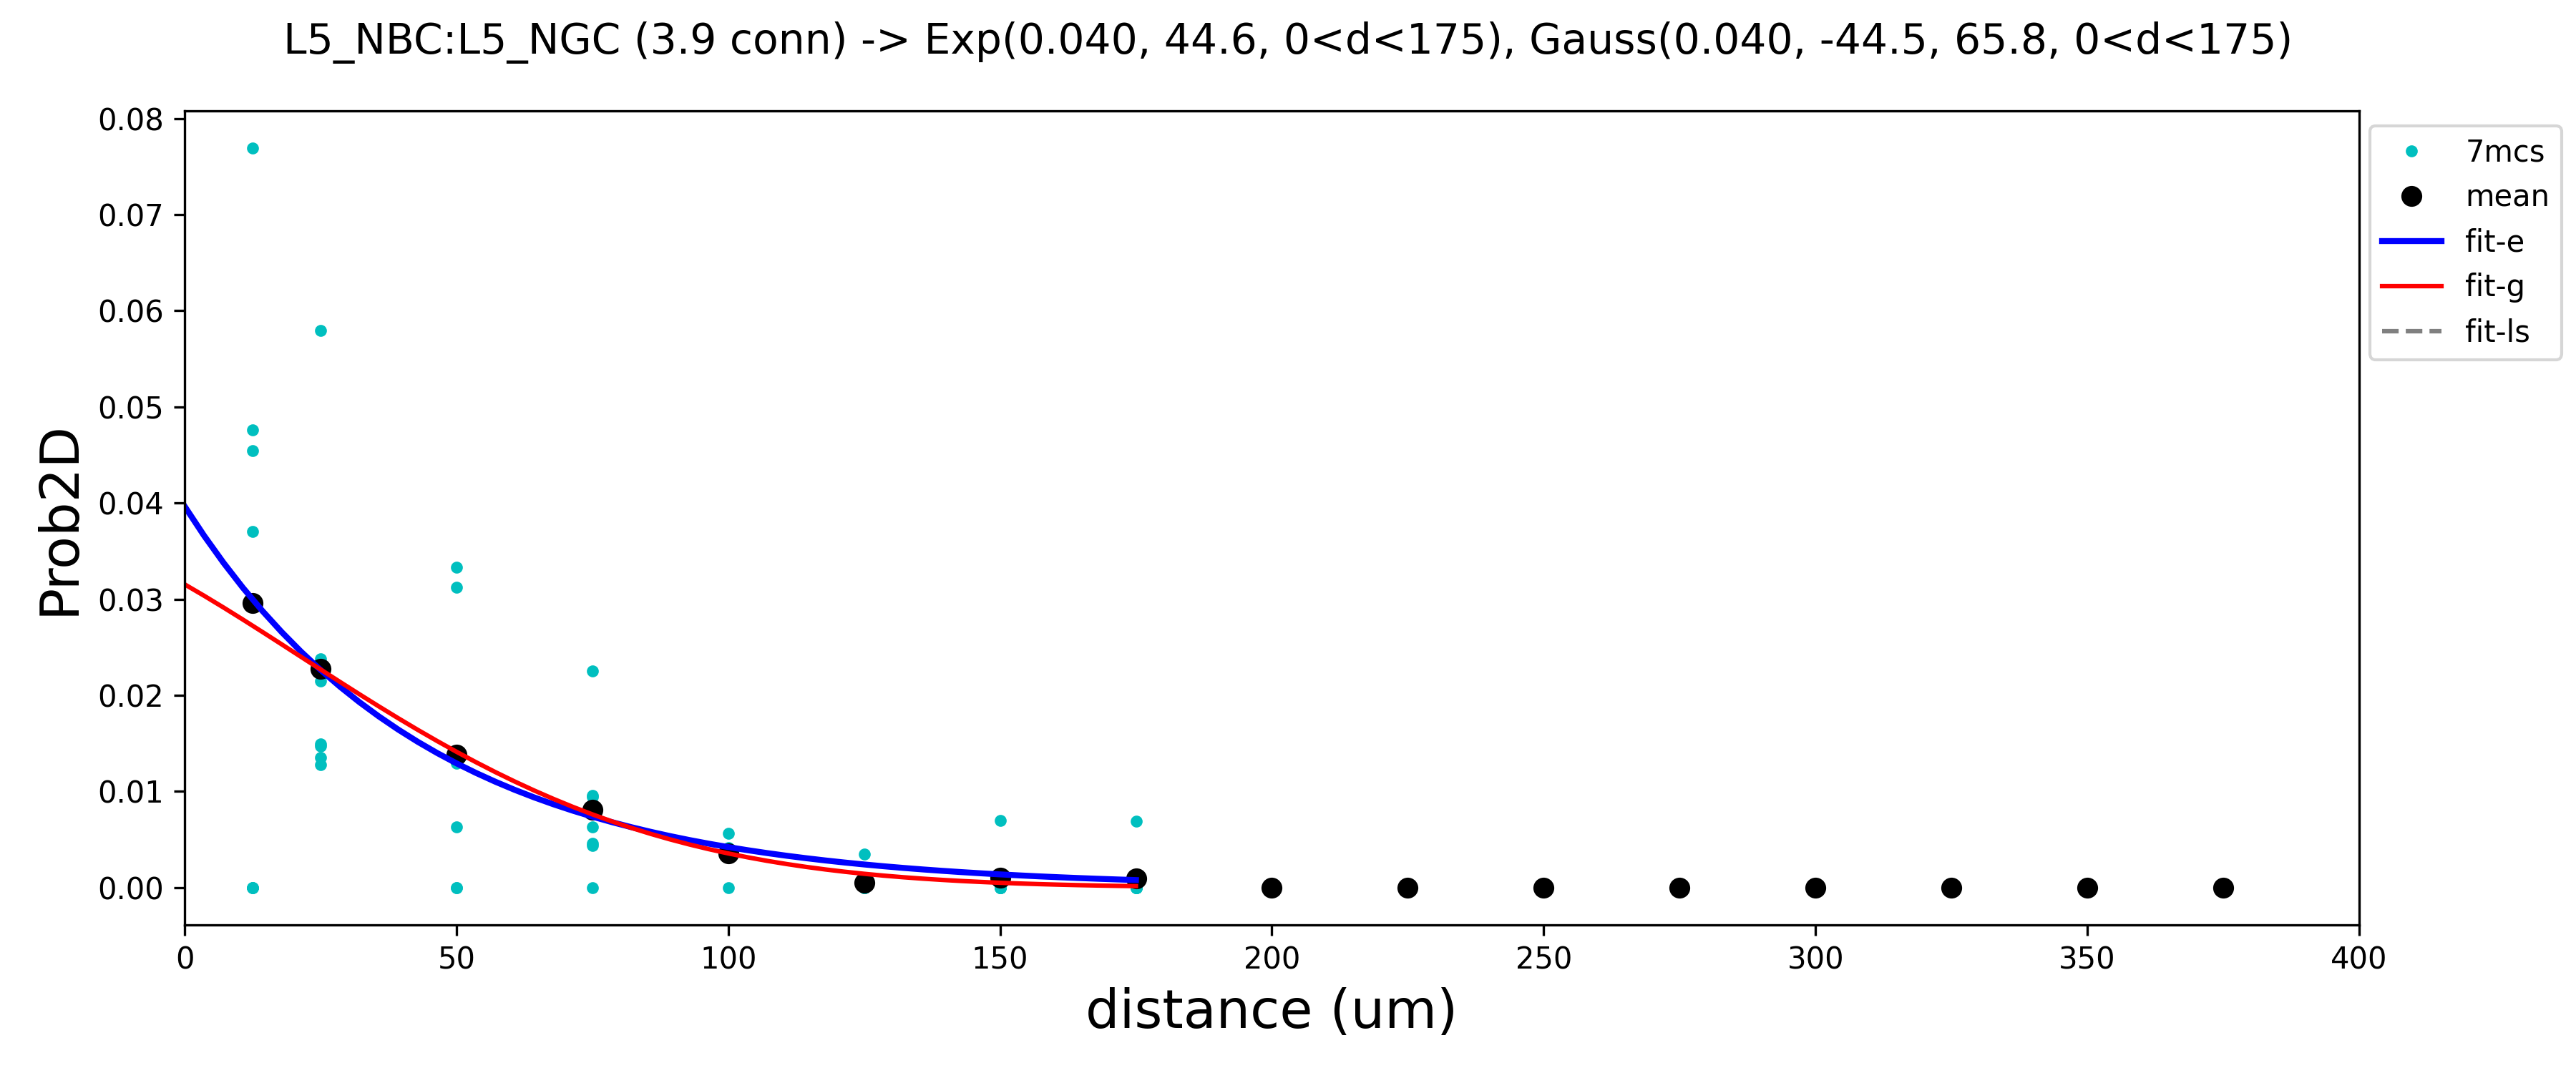 L5_NBC:L5_NGC (3.9 conn) -> Exp(0.040, 44.6, 0<d<175), Gauss(0.040, -44.5, 65.8, 0<d<175)
0.08
0.07
0.06
0.05
0.04
0.03
0.02
0.01
0.00
Prob2D
0 50 100 150 200 250 300 350 400
distance (um)
7mcs
mean
fit-e
fit-g
fit-ls